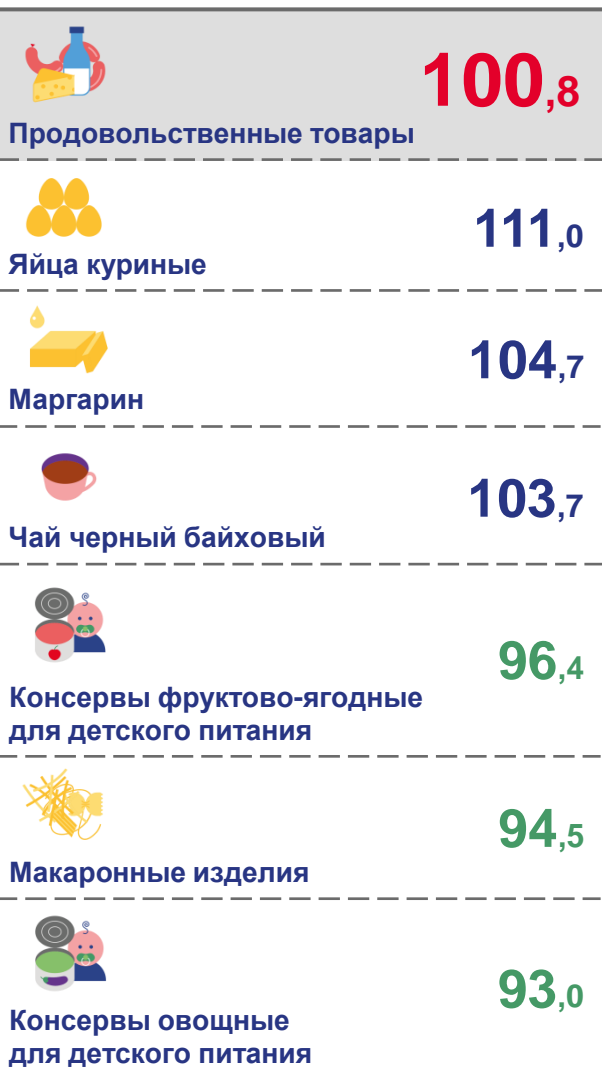 100,8
Продовольственные товары
111,0
Яйца куриные
104,7
Маргарин
103,7
Чай черный байховый
96,4
Консервы фруктово-ягодные
для детского питания
94,5
Макаронные изделия
93,0
Консервы овощные
для детского питания